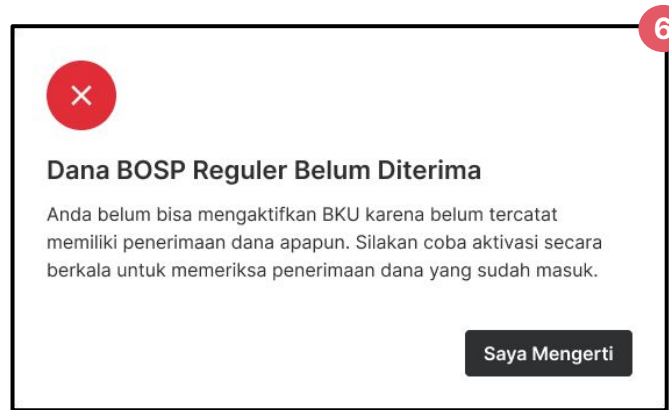 6
Dana BOSP Reguler Belum Diterima
Anda belum bisa mengaktifkan BKU karena belum tercatat
memiliki penerimaan dana apapun. Silakan coba aktivasi secara
berkala untuk memeriksa penerimaan dana yang sudah masuk.
Saya Mengerti